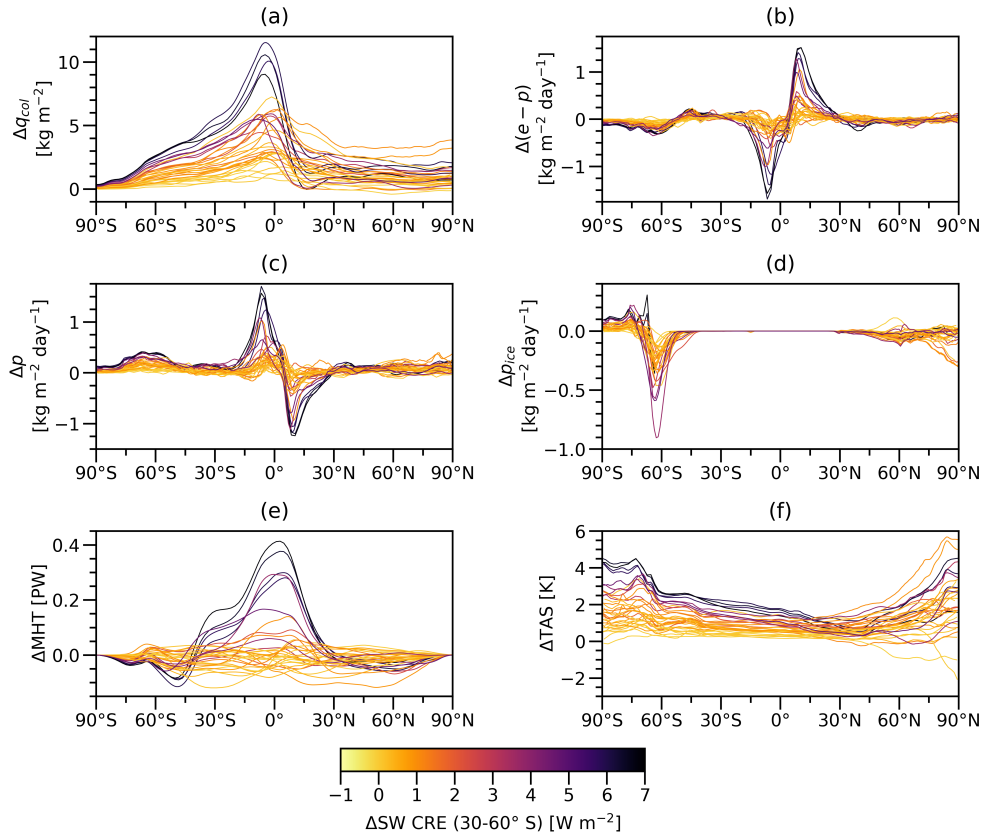 (a)
Δq_col
[kg m⁻²]
10
5
0
90°S 60°S 30°S 0° 30°N 60°N 90°N
(b)
Δ(e − p)
[kg m⁻² day⁻¹]
1
0
−1
90°S 60°S 30°S 0° 30°N 60°N 90°N
(c)
Δp
[kg m⁻² day⁻¹]
1
0
−1
90°S 60°S 30°S 0° 30°N 60°N 90°N
(d)
Δp_ice
[kg m⁻² day⁻¹]
0.0
−0.5
−1.0
90°S 60°S 30°S 0° 30°N 60°N 90°N
(e)
ΔMHT [PW]
0.4
0.2
0.0
90°S 60°S 30°S 0° 30°N 60°N 90°N
(f)
ΔTAS [K]
6
4
2
0
−2
90°S 60°S 30°S 0° 30°N 60°N 90°N
−1 0 1 2 3 4 5 6 7
ΔSW CRE (30-60° S) [W m⁻²]